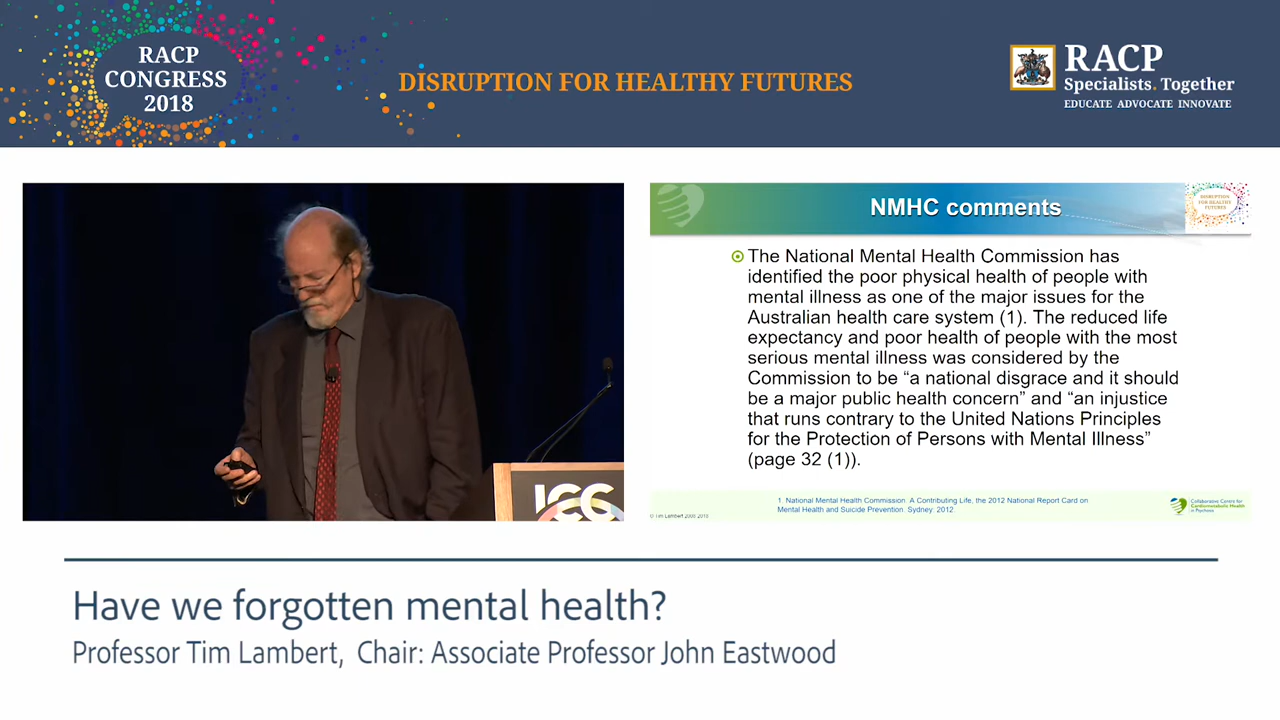 RACP
CONGRESS
2018
DISRUPTION FOR HEALTHY FUTURES
RACP
Specialists. Together
EDUCATE ADVOCATE INNOVATE
ICC
NMHC comments
DISRUPTION
FOR HEALTHY
FUTURES
The National Mental Health Commission has
identified the poor physical health of people with
mental illness as one of the major issues for the
Australian health care system (1). The reduced life
expectancy and poor health of people with the most
serious mental illness was considered by the
Commission to be “a national disgrace and it should
be a major public health concern” and “an injustice
that runs contrary to the United Nations Principles
for the Protection of Persons with Mental Illness”
(page 32 (1)).
1. National Mental Health Commission. A Contributing Life, the 2012 National Report Card on
Mental Health and Suicide Prevention. Sydney. 2012.
© Tim Lambert
Collaborative Centre for
Cardiometabolic Health
in Psychosis
Have we forgotten mental health?
Professor Tim Lambert, Chair: Associate Professor John Eastwood